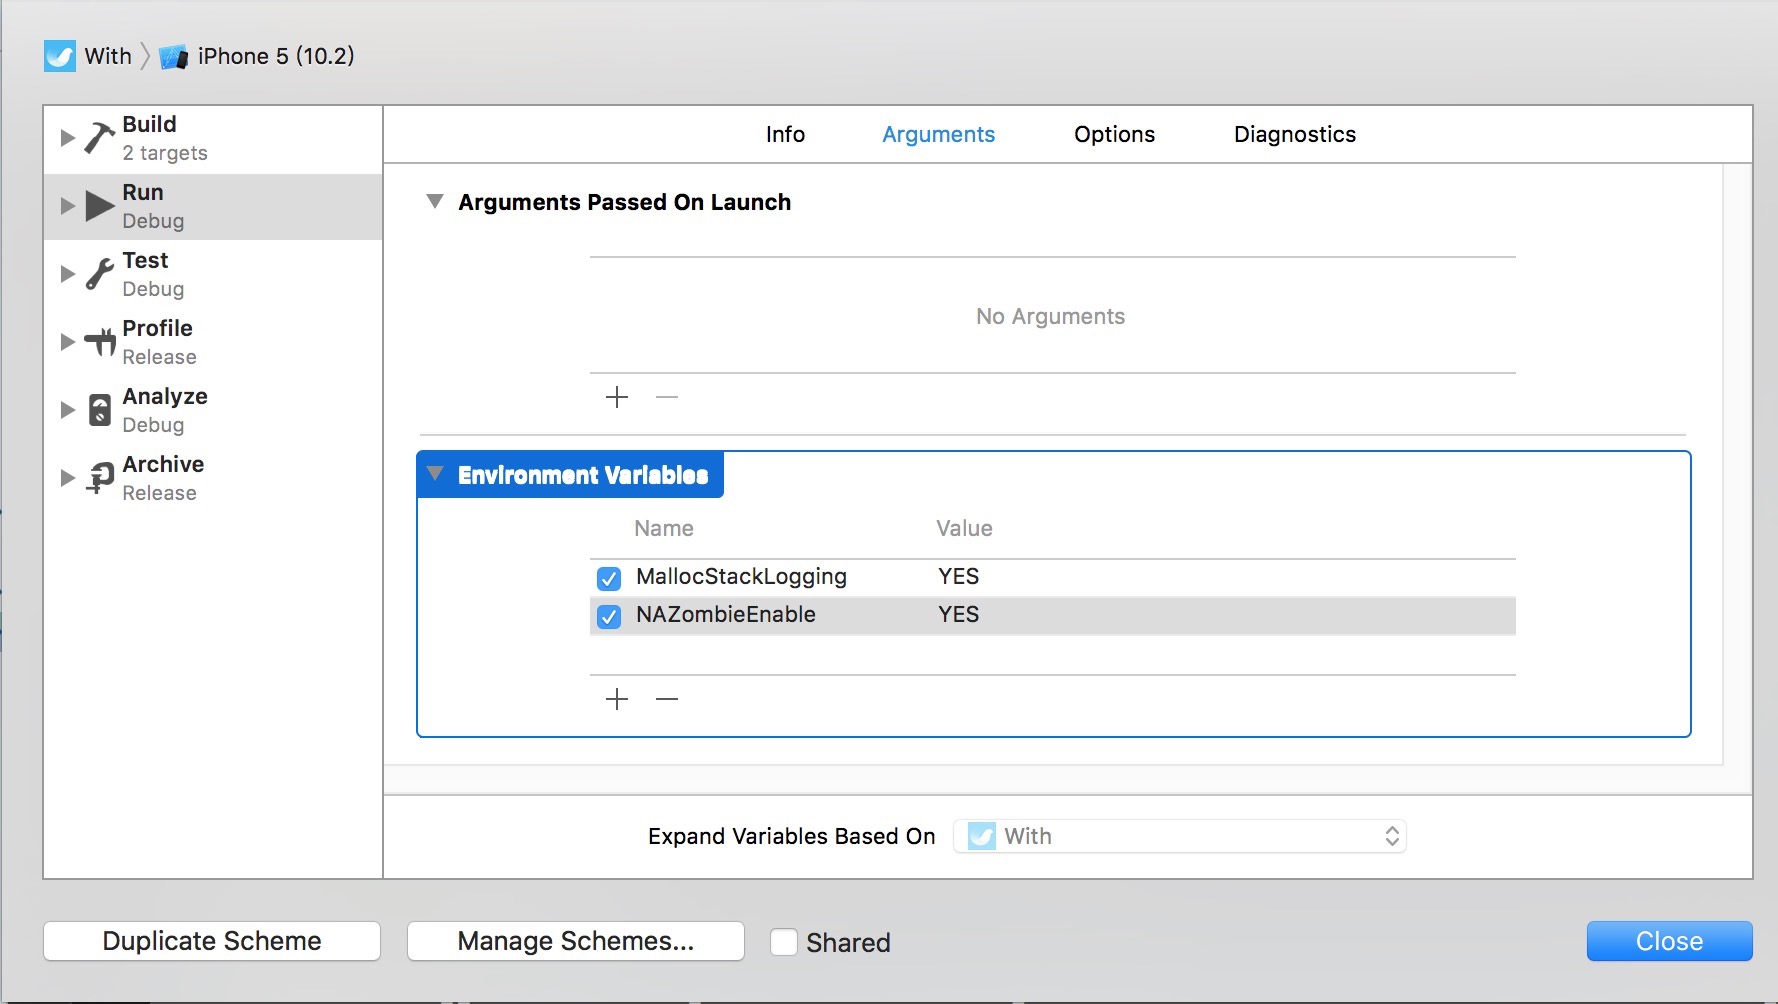 With
iPhone 5 (10.2)
Build
2 targets
Run
Debug
Test
Debug
Profile
Release
Analyze
Debug
Archive
Release
Info Arguments Options Diagnostics
Arguments Passed On Launch
No Arguments
Environment Variables
Name Value
MallocStackLogging YES
NAZombieEnable YES
Expand Variables Based On With
Duplicate Scheme Manage Schemes... Shared Close